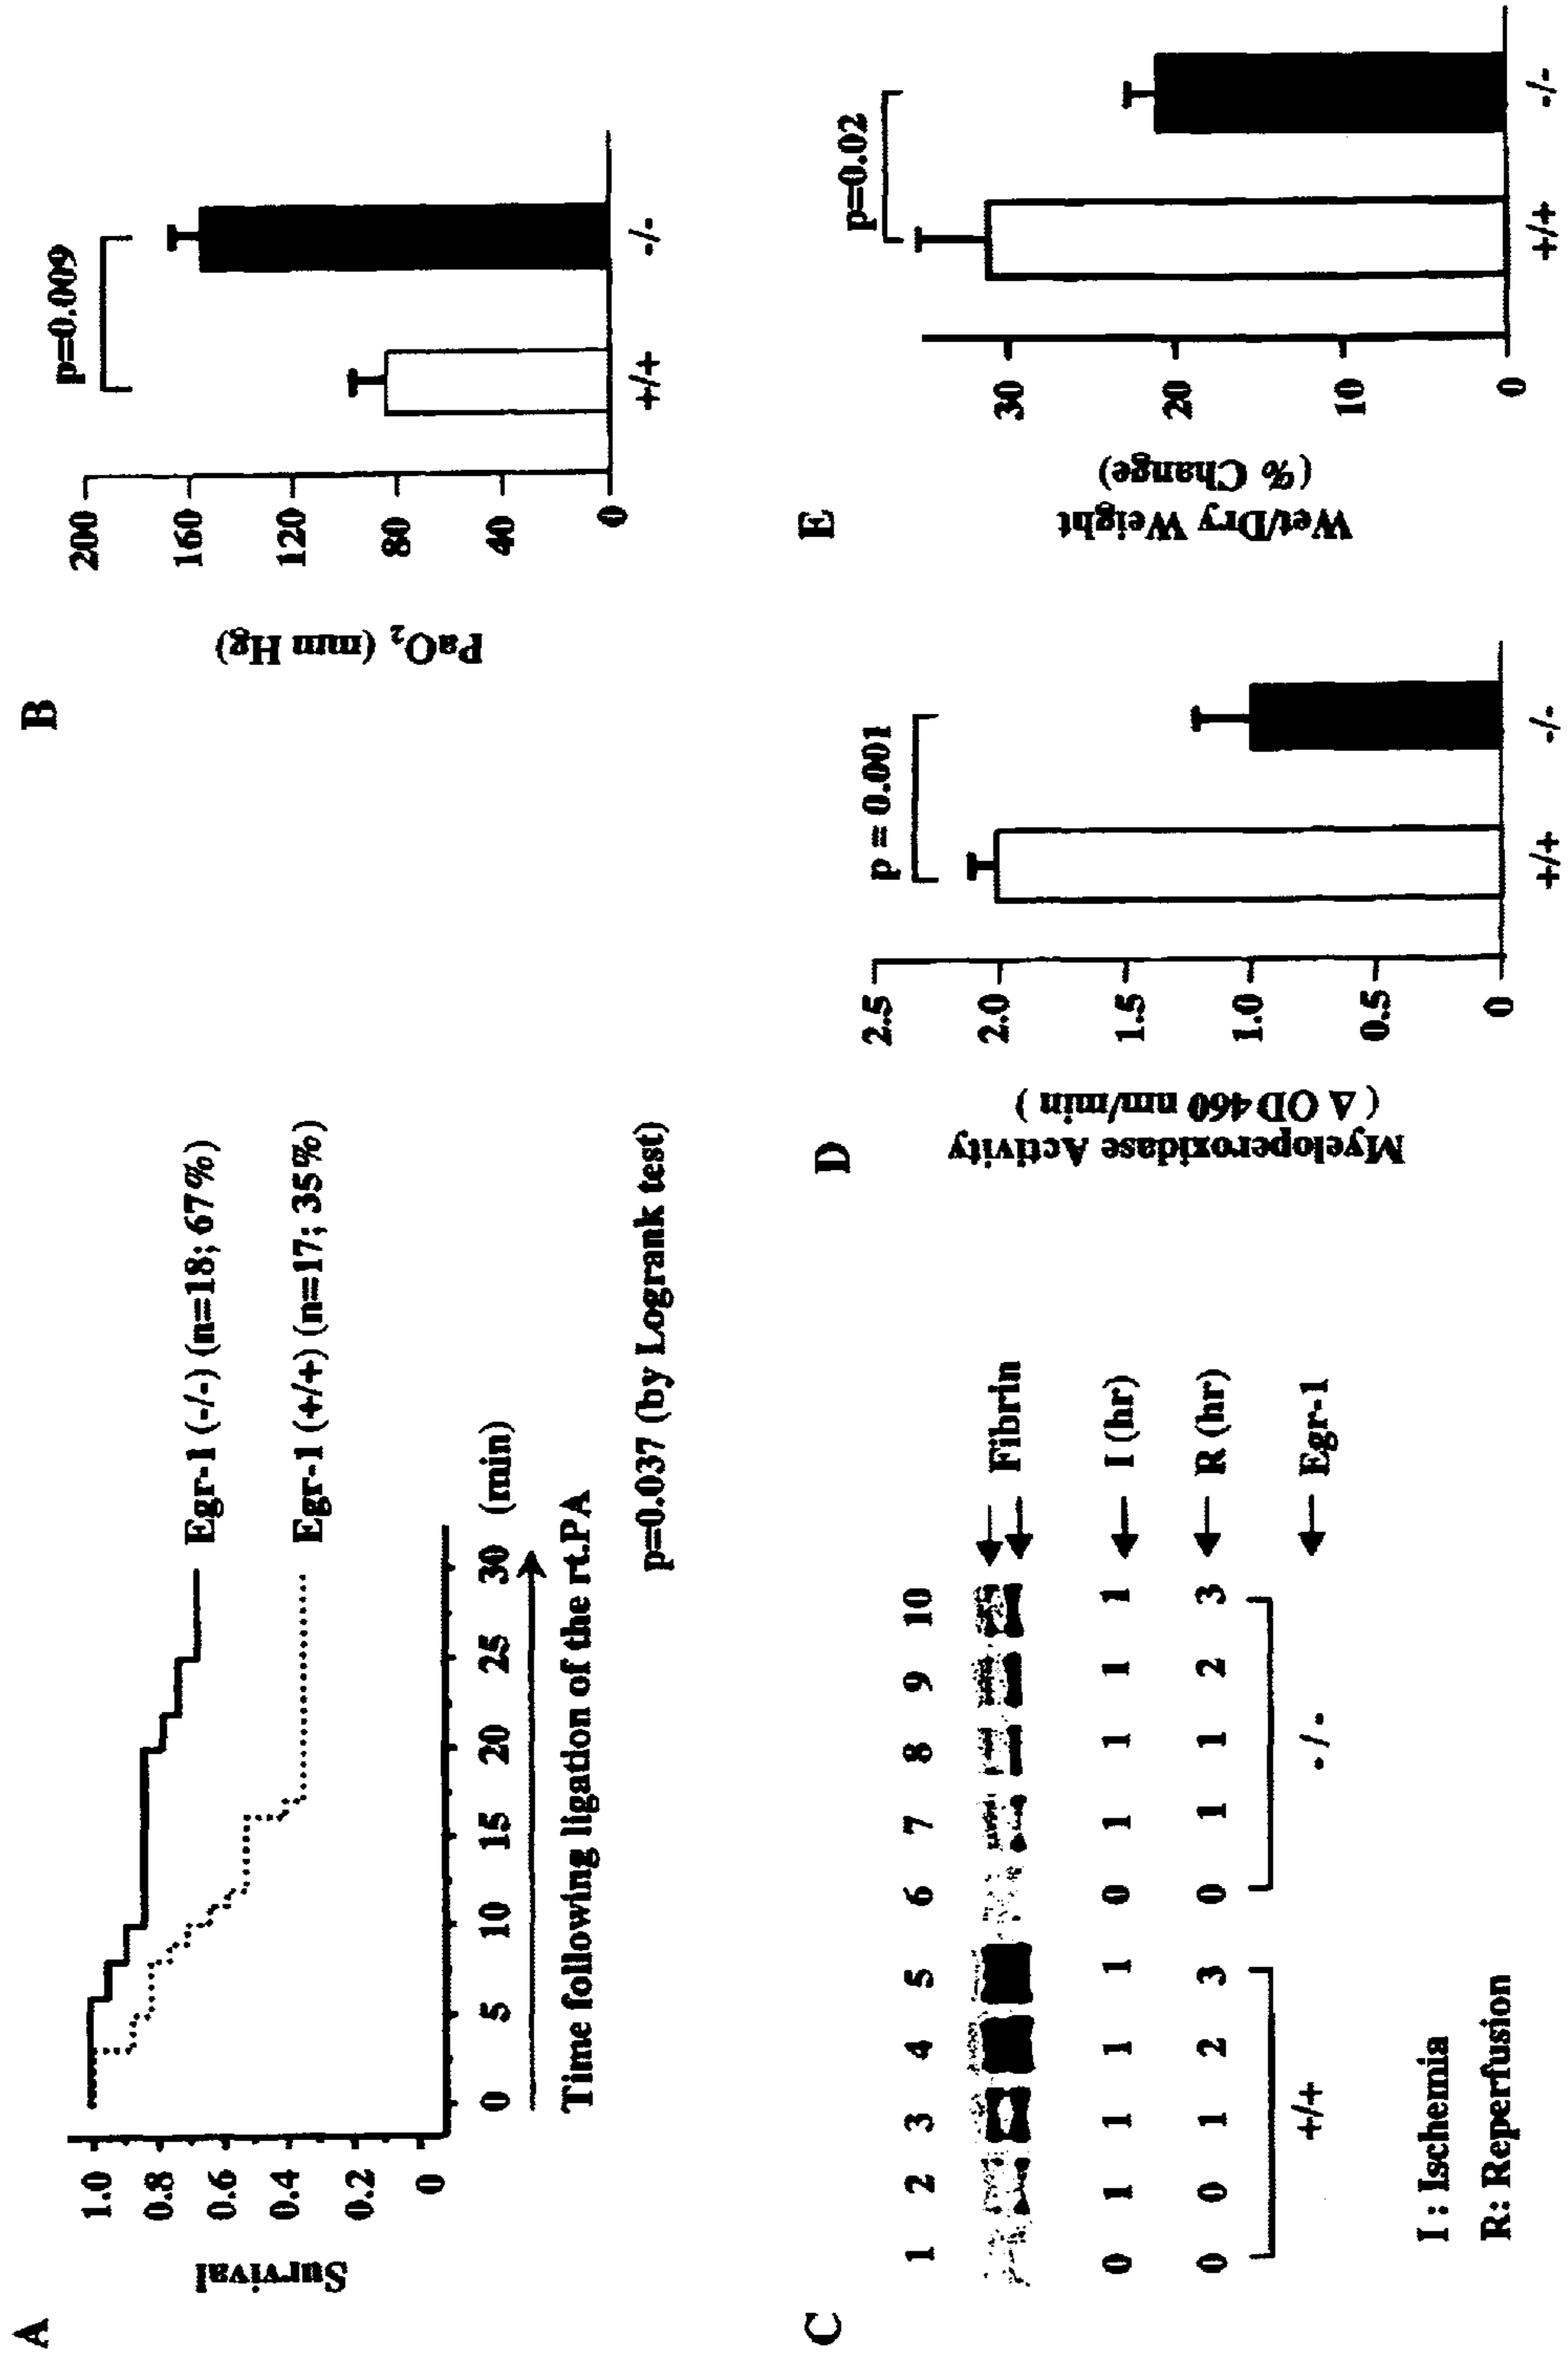 A
Survival
1.0
0.8
0.6
0.4
0.2
0
0 5 10 15 20 25 30 (min)
Time following ligation of the rt.PA
Egr-1 (-/-) (n=18; 67%)
Egr-1 (+/+) (n=17; 35%)
p=0.037 (by Logrank test)
B
PaO₂ (mm Hg)
200
160
120
80
40
0
p=0.009
+/+ -/-
C
1 2 3 4 5 6 7 8 9 10
Fibrin
0 1 1 1 1 0 1 1 1 1 I (hr)
0 0 1 2 3 0 1 1 2 3 R (hr)
+/+ -/- Egr-1
I : Ischemia
R: Reperfusion
D
Myeloperoxidase Activity
( Δ OD 460 nm/min )
2.5
2.0
1.5
1.0
0.5
0
p = 0.001
+/+ -/-
E
Wet/Dry Weight
(% Change)
30
20
10
0
p=0.02
+/+ -/-